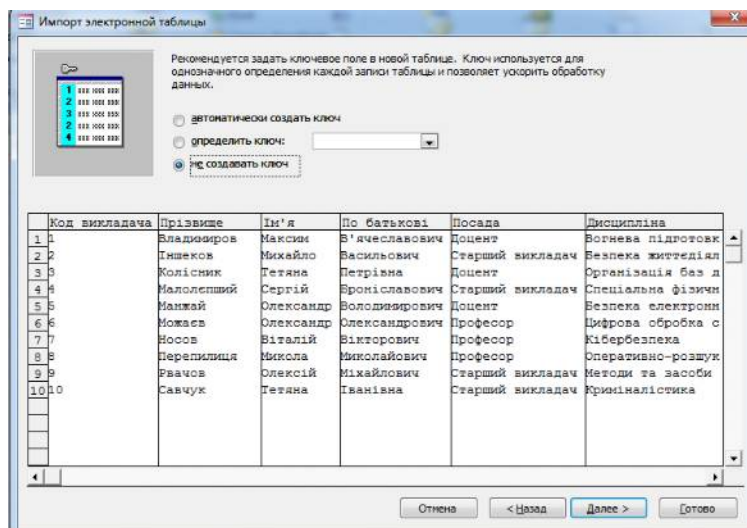 Импорт электронной таблицы
Рекомендуется задать ключевое поле в новой таблице. Ключ используется для
однозначного определения каждой записи таблицы и позволяет ускорить обработку
данных.
автоматически создать ключ
определить ключ:
не создавать ключ
Код викладача Прізвище Ім'я По батькові Посада Дисципліна
1 1 Владимиров Максим В'ячеславович Доцент Вогнева підготовк
2 2 Іншеков Михайло Васильович Старший викладач Безпека життєдіял
3 3 Колісник Тетяна Петрівна Доцент Організація баз д
4 4 Малолєпший Сергій Броніславович Старший викладач Спеціальна фізичн
5 5 Манжай Олександр Володимирович Доцент Безпека електронн
6 6 Можаєв Олександр Олександрович Професор Цифрова обробка с
7 7 Носов Віталій Вікторович Професор Кібербезпека
8 8 Перепилиця Микола Миколайович Професор Оперативно-розшук
9 9 Рвачов Олексій Міхайлович Старший викладач Методи та засоби
10 10 Савчук Тетяна Іванівна Старший викладач Криміналістика
Отмена < Назад Далее > Готово